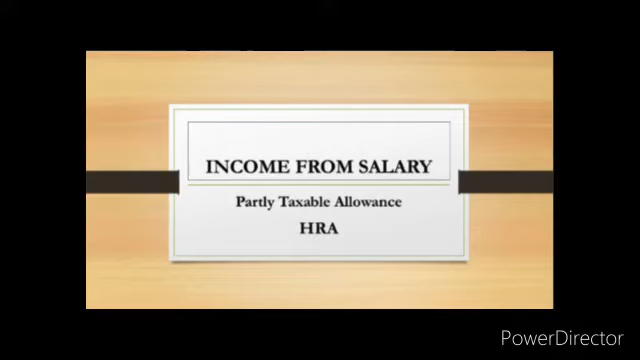 INCOME FROM SALARY
Partly Taxable Allowance
HRA
PowerDirector